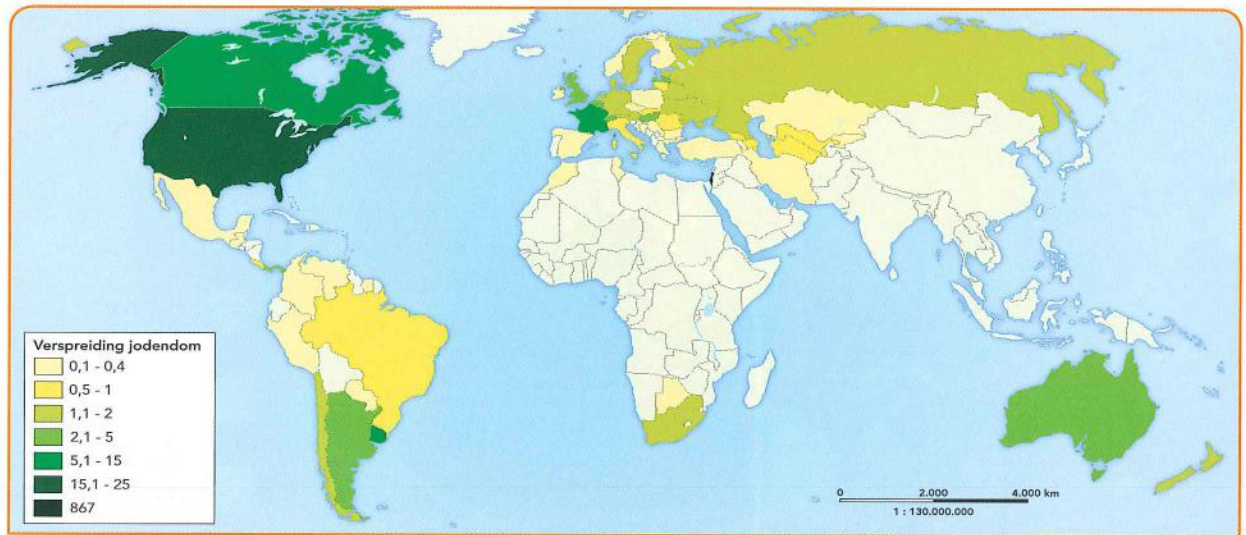 Verspreiding jodendom
0,1 - 0,4
0,5 - 1
1,1 - 2
2,1 - 5
5,1 - 15
15,1 - 25
867
0 2.000 4.000 km
1 : 130.000.000